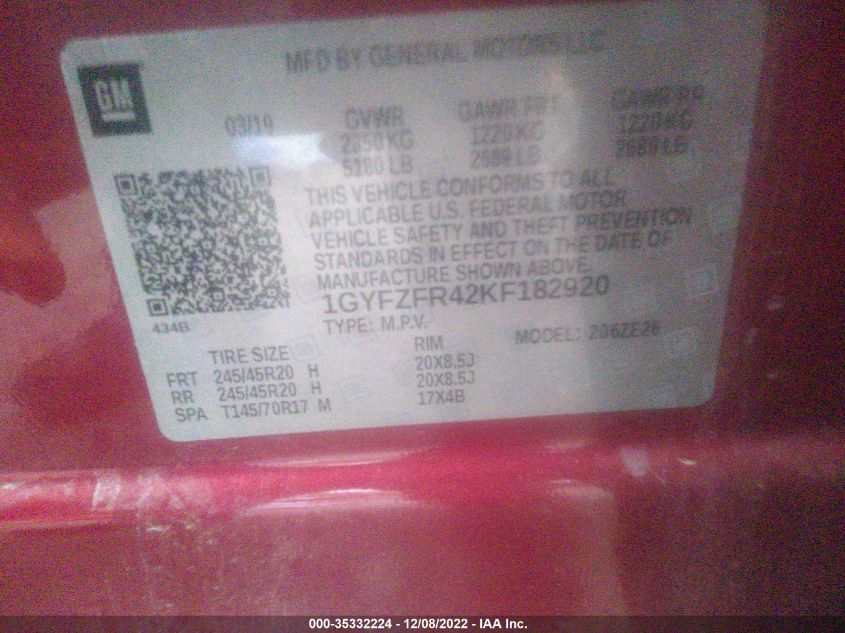 MFD BY GENERAL MOTORS LLC
GM
03/19 GVWR GAWR FRT GAWR RR
2350 KG 1220 KG 1220 KG
5180 LB 2689 LB 2689 LB
THIS VEHICLE CONFORMS TO ALL
APPLICABLE U.S. FEDERAL MOTOR
VEHICLE SAFETY AND THEFT PREVENTION
STANDARDS IN EFFECT ON THE DATE OF
MANUFACTURE SHOWN ABOVE.
1GYFZFR42KF182920
434B
TYPE: M.P.V. MODEL: 206ZE26
TIRE SIZE RIM
FRT 245/45R20 H 20X8.5J
RR 245/45R20 H 20X8.5J
SPA T145/70R17 M 17X4B
000-35332224 - 12/08/2022 - IAA Inc.